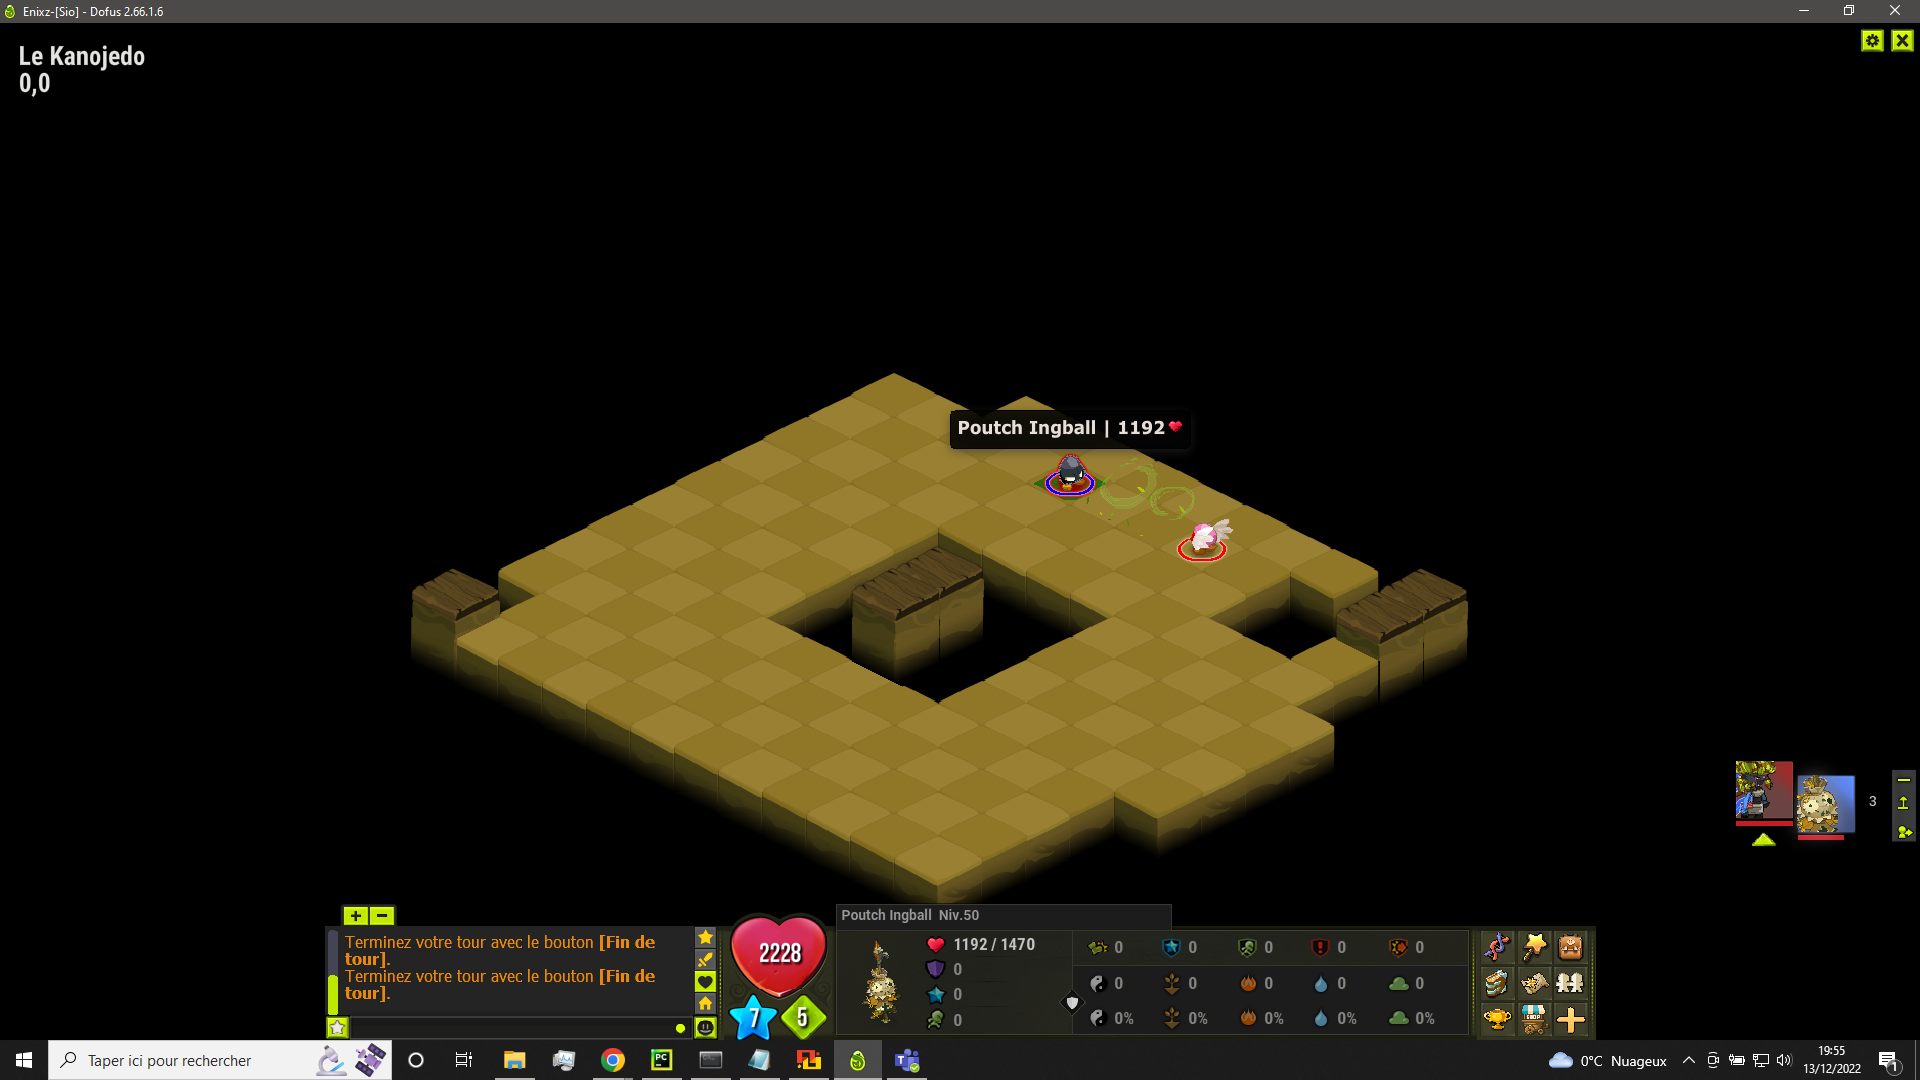 Enixz-[Sio] - Dofus 2.66.1.6
Le Kanojedo
0,0
Poutch Ingball | 1192
3
Terminez votre tour avec le bouton [Fin de
tour].
Terminez votre tour avec le bouton [Fin de
tour].
2228
7
5
Poutch Ingball Niv.50
1192 / 1470
0
0
0
0 0 0 0 0
0 0 0 0 0
0% 0% 0% 0% 0%
SHOP
Taper ici pour rechercher
PC
0°C Nuageux
19:55
13/12/2022
1